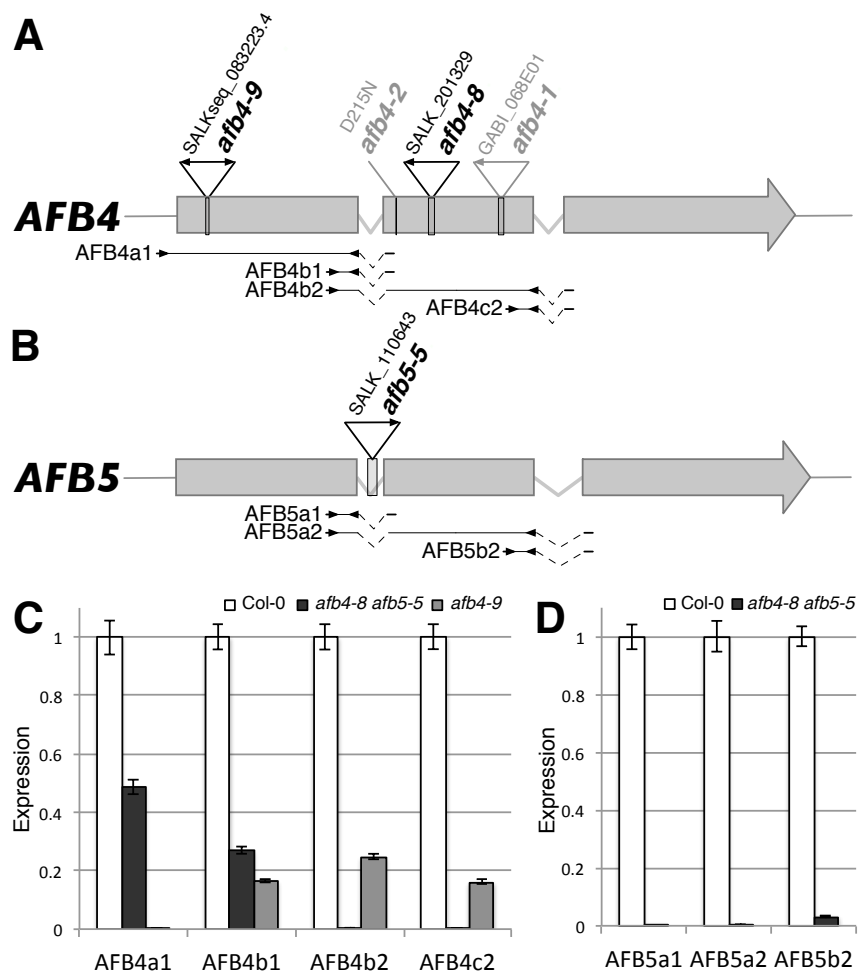 A
SALKseq_083223.4
afb4-9
D215N
afb4-2
SALK_201329
afb4-8
GABI_068E01
afb4-1
AFB4
AFB4a1
AFB4b1
AFB4b2
AFB4c2
B
SALK_110643
afb5-5
AFB5
AFB5a1
AFB5a2
AFB5b2
C
Col-0 afb4-8 afb5-5 afb4-9
Expression
1
0.8
0.6
0.4
0.2
0
AFB4a1 AFB4b1 AFB4b2 AFB4c2
D
Col-0 afb4-8 afb5-5
Expression
1
0.8
0.6
0.4
0.2
0
AFB5a1 AFB5a2 AFB5b2